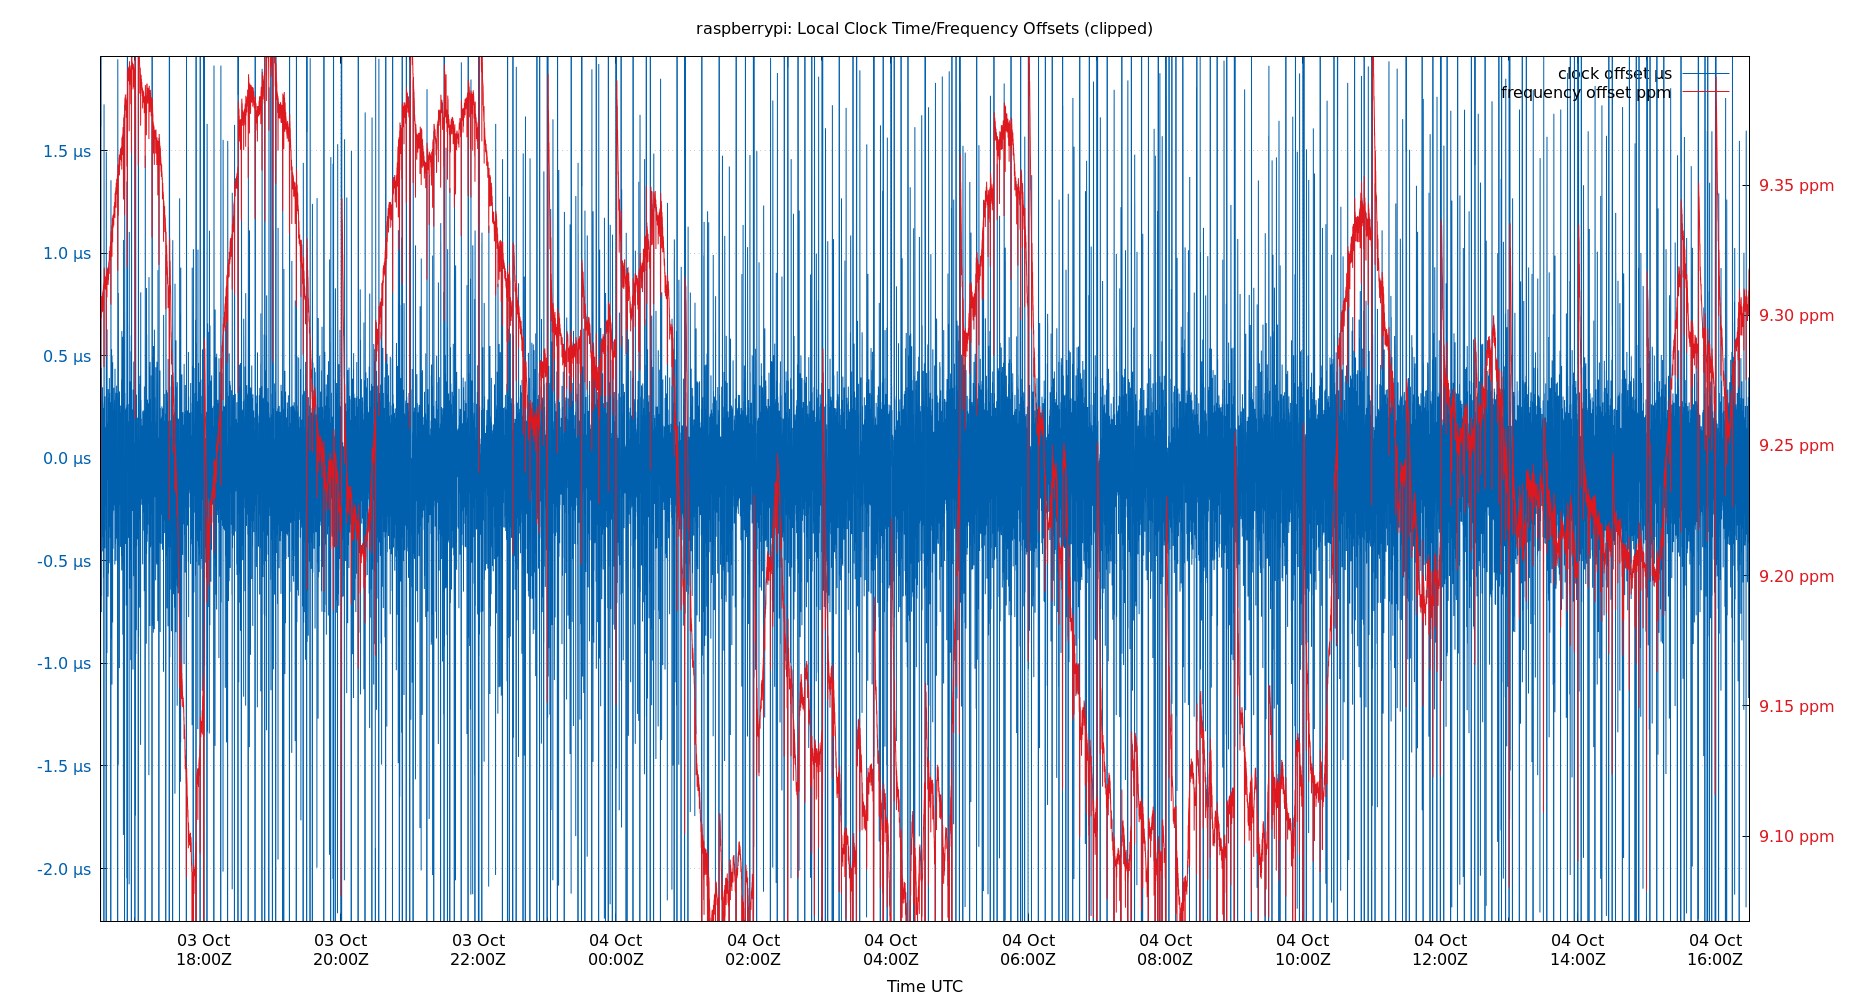 raspberrypi: Local Clock Time/Frequency Offsets (clipped)
clock offset µs
frequency offset ppm
1.5 µs
1.0 µs
0.5 µs
0.0 µs
-0.5 µs
-1.0 µs
-1.5 µs
-2.0 µs
9.35 ppm
9.30 ppm
9.25 ppm
9.20 ppm
9.15 ppm
9.10 ppm
03 Oct 03 Oct 03 Oct 04 Oct 04 Oct 04 Oct 04 Oct 04 Oct 04 Oct 04 Oct 04 Oct 04 Oct
18:00Z 20:00Z 22:00Z 00:00Z 02:00Z 04:00Z 06:00Z 08:00Z 10:00Z 12:00Z 14:00Z 16:00Z
Time UTC